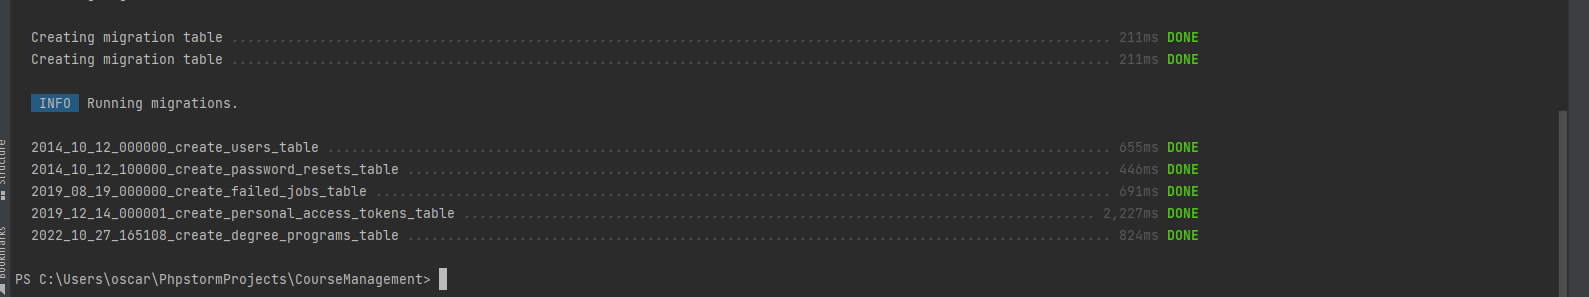 Creating migration table ........................................................................................................ 211ms DONE
Creating migration table ........................................................................................................ 211ms DONE
INFO Running migrations.
2014_10_12_000000_create_users_table ............................................................................................ 655ms DONE
2014_10_12_100000_create_password_resets_table .................................................................................. 446ms DONE
2019_08_19_000000_create_failed_jobs_table ...................................................................................... 691ms DONE
2019_12_14_000001_create_personal_access_tokens_table ......................................................................... 2,227ms DONE
2022_10_27_165108_create_degree_programs_table .................................................................................. 824ms DONE
PS C:\Users\oscar\PhpstormProjects\CourseManagement>
Structure
Bookmarks